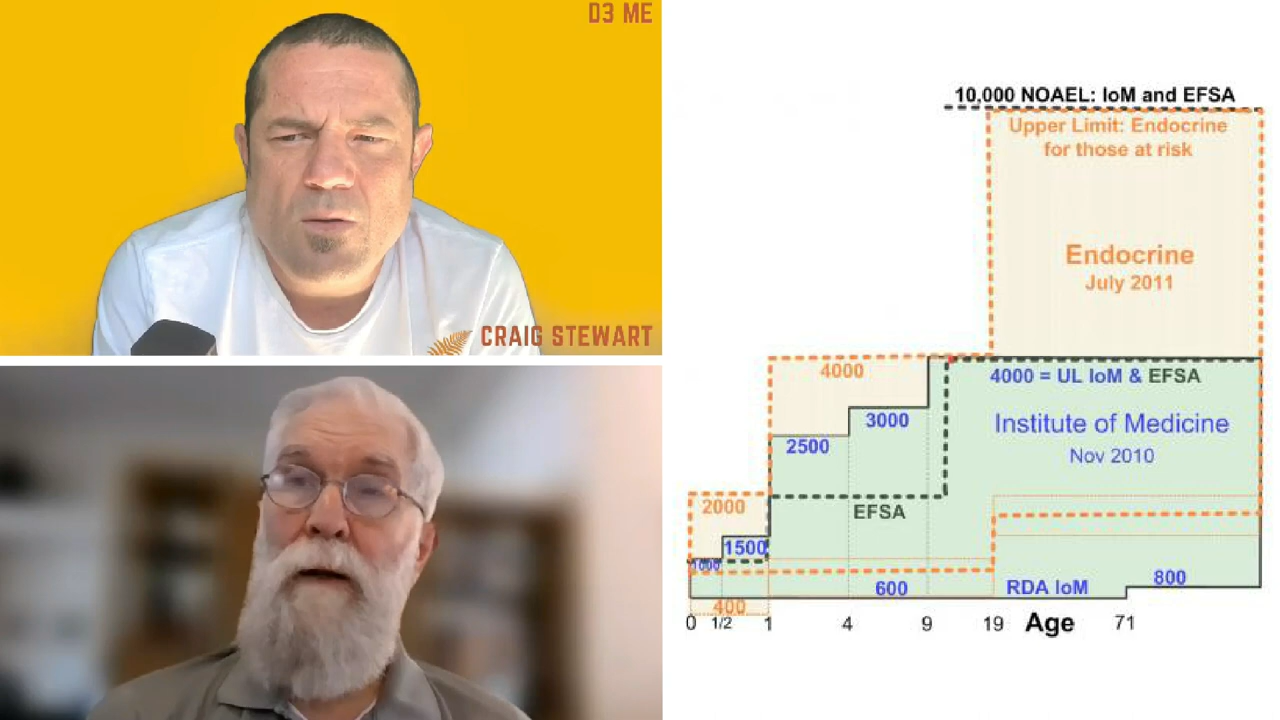 D3 ME
CRAIG STEWART
10,000 NOAEL: IoM and EFSA
Upper Limit: Endocrine
for those at risk
Endocrine
July 2011
4000
4000 = UL IoM & EFSA
3000
Institute of Medicine
2500
Nov 2010
2000
EFSA
1500
1000
600
RDA IoM
800
400
0
1/2
1
4
9
19
Age
71